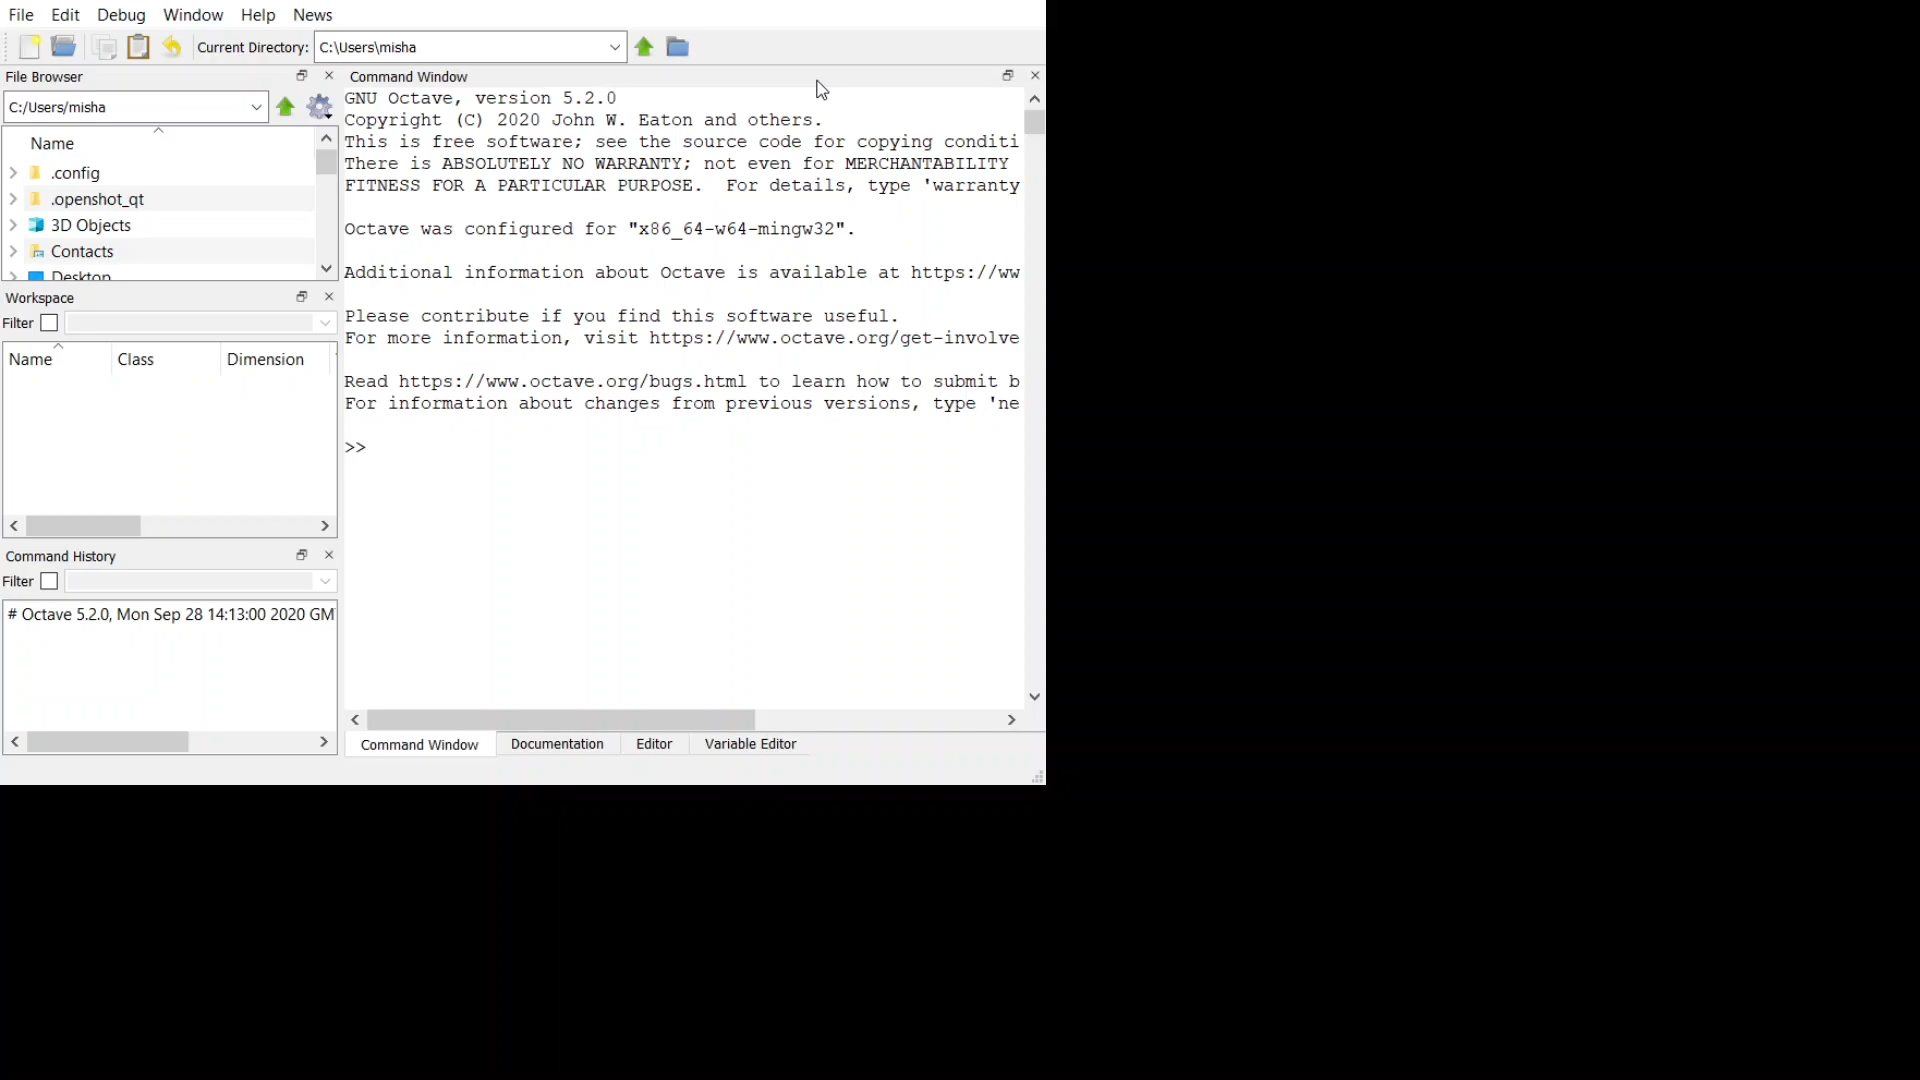 File Edit Debug Window Help News
Current Directory: C:\Users\misha
File Browser
C:/Users/misha
Name
.config
.openshot_qt
3D Objects
Contacts
Desktop
Workspace
Filter
Name Class Dimension
Command History
Filter
# Octave 5.2.0, Mon Sep 28 14:13:00 2020 GM
Command Window
GNU Octave, version 5.2.0
Copyright (C) 2020 John W. Eaton and others.
This is free software; see the source code for copying conditi
There is ABSOLUTELY NO WARRANTY; not even for MERCHANTABILITY
FITNESS FOR A PARTICULAR PURPOSE.  For details, type 'warranty
Octave was configured for "x86_64-w64-mingw32".
Additional information about Octave is available at https://ww
Please contribute if you find this software useful.
For more information, visit https://www.octave.org/get-involve
Read https://www.octave.org/bugs.html to learn how to submit b
For information about changes from previous versions, type 'ne
>>
Command Window Documentation Editor Variable Editor